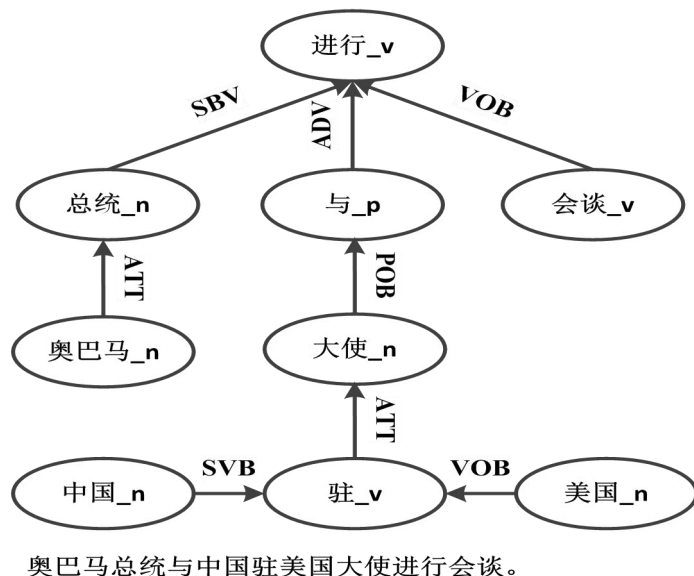 进行_v
SBV
ADV
VOB
总统_n
与_p
会谈_v
ATT
POB
奥巴马_n
大使_n
ATT
中国_n
SVB
驻_v
VOB
美国_n
奥巴马总统与中国驻美国大使进行会谈。